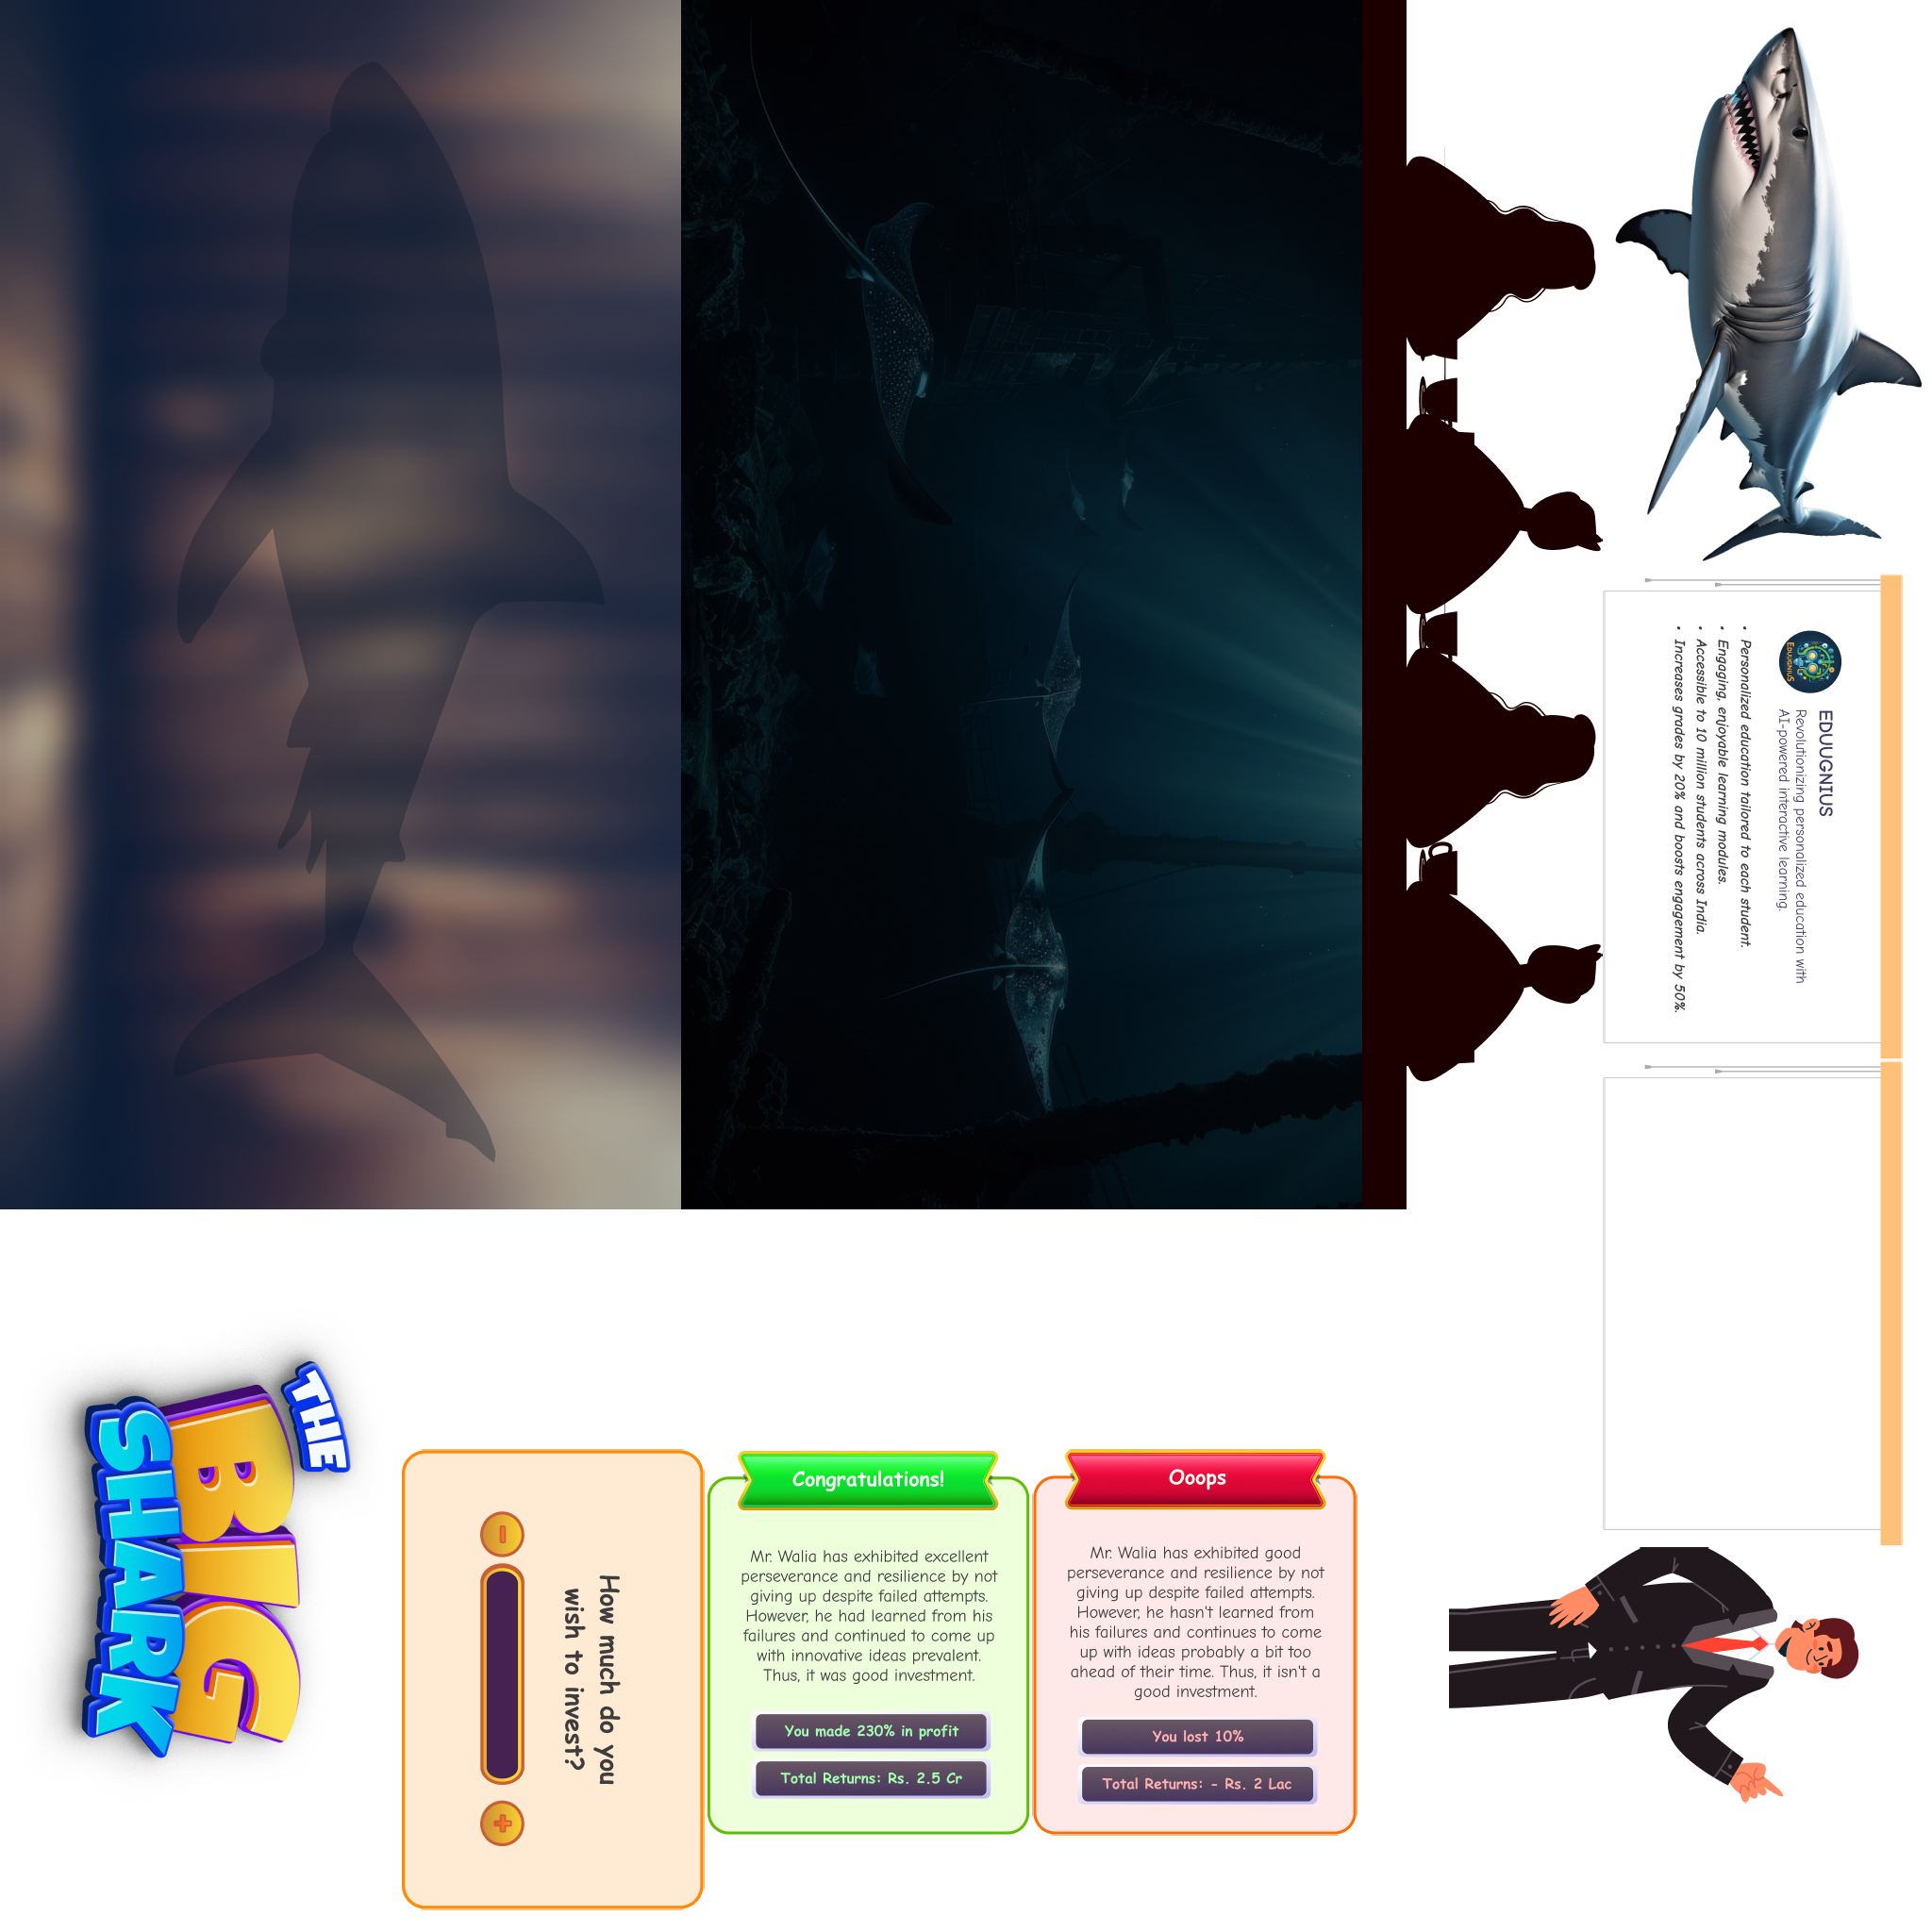 EDUUGNIUS
EDUUGNIUS
Revolutionizing personalized education with
AI-powered interactive learning.
• Personalized education tailored to each student.
• Engaging, enjoyable learning modules.
• Accessible to 10 million students across India.
• Increases grades by 20% and boosts engagement by 50%.
THE
BIG
SHARK
How much do you
wish to invest?
Congratulations!
Mr. Walia has exhibited excellent
perseverance and resilience by not
giving up despite failed attempts.
However, he had learned from his
failures and continued to come up
with innovative ideas prevalent.
Thus, it was good investment.
You made 230% in profit
Total Returns: Rs. 2.5 Cr
Ooops
Mr. Walia has exhibited good
perseverance and resilience by not
giving up despite failed attempts.
However, he hasn't learned from
his failures and continues to come
up with ideas probably a bit too
ahead of their time. Thus, it isn't a
good investment.
You lost 10%
Total Returns: - Rs. 2 Lac